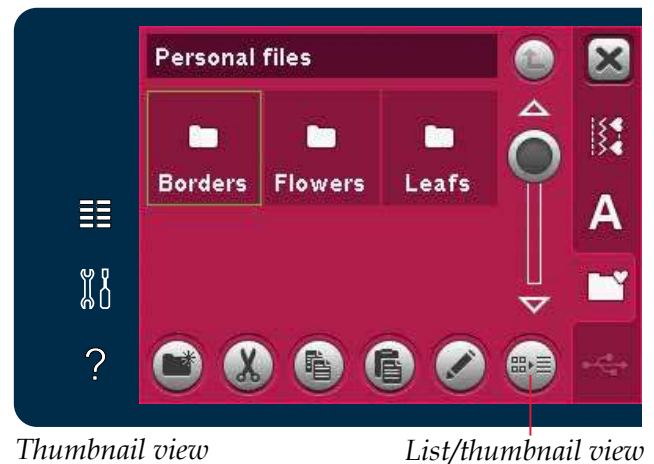 Personal files
Borders Flowers Leafs
A
?
Thumbnail view List/thumbnail view